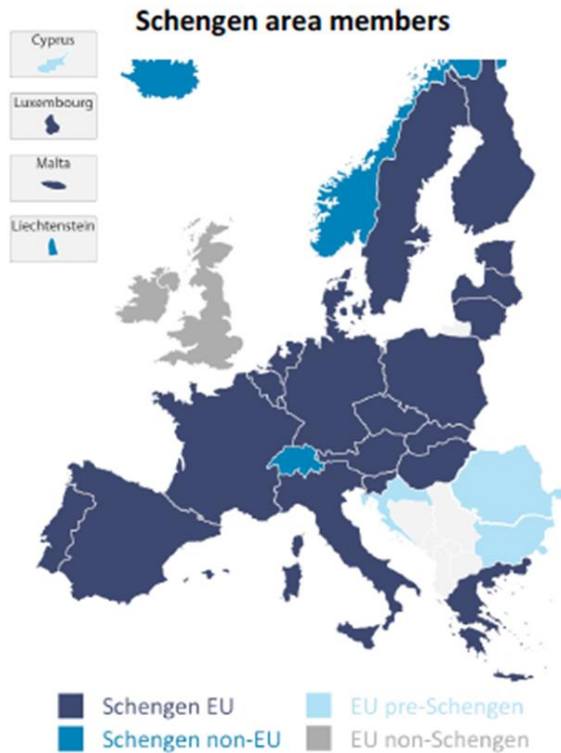 Schengen area members
Cyprus
Luxembourg
Malta
Liechtenstein
Schengen EU
EU pre-Schengen
Schengen non-EU
EU non-Schengen